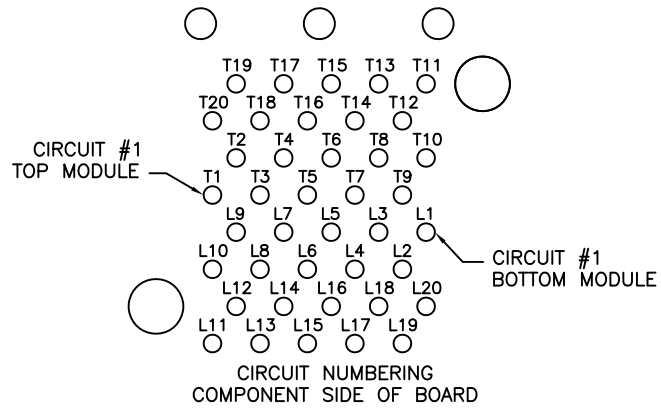 T19 T17 T15 T13 T11
T20 T18 T16 T14 T12
T2 T4 T6 T8 T10
CIRCUIT #1
TOP MODULE
T1 T3 T5 T7 T9
L9 L7 L5 L3 L1
L10 L8 L6 L4 L2
CIRCUIT #1
BOTTOM MODULE
L12 L14 L16 L18 L20
L11 L13 L15 L17 L19
CIRCUIT NUMBERING
COMPONENT SIDE OF BOARD